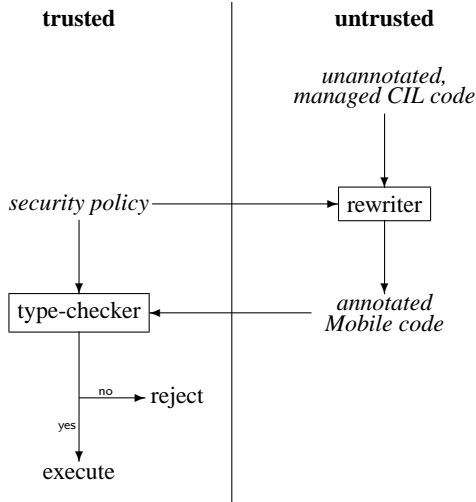 trusted
untrusted
unannotated,
managed CIL code
security policy
rewriter
type-checker
annotated
Mobile code
no
reject
yes
execute